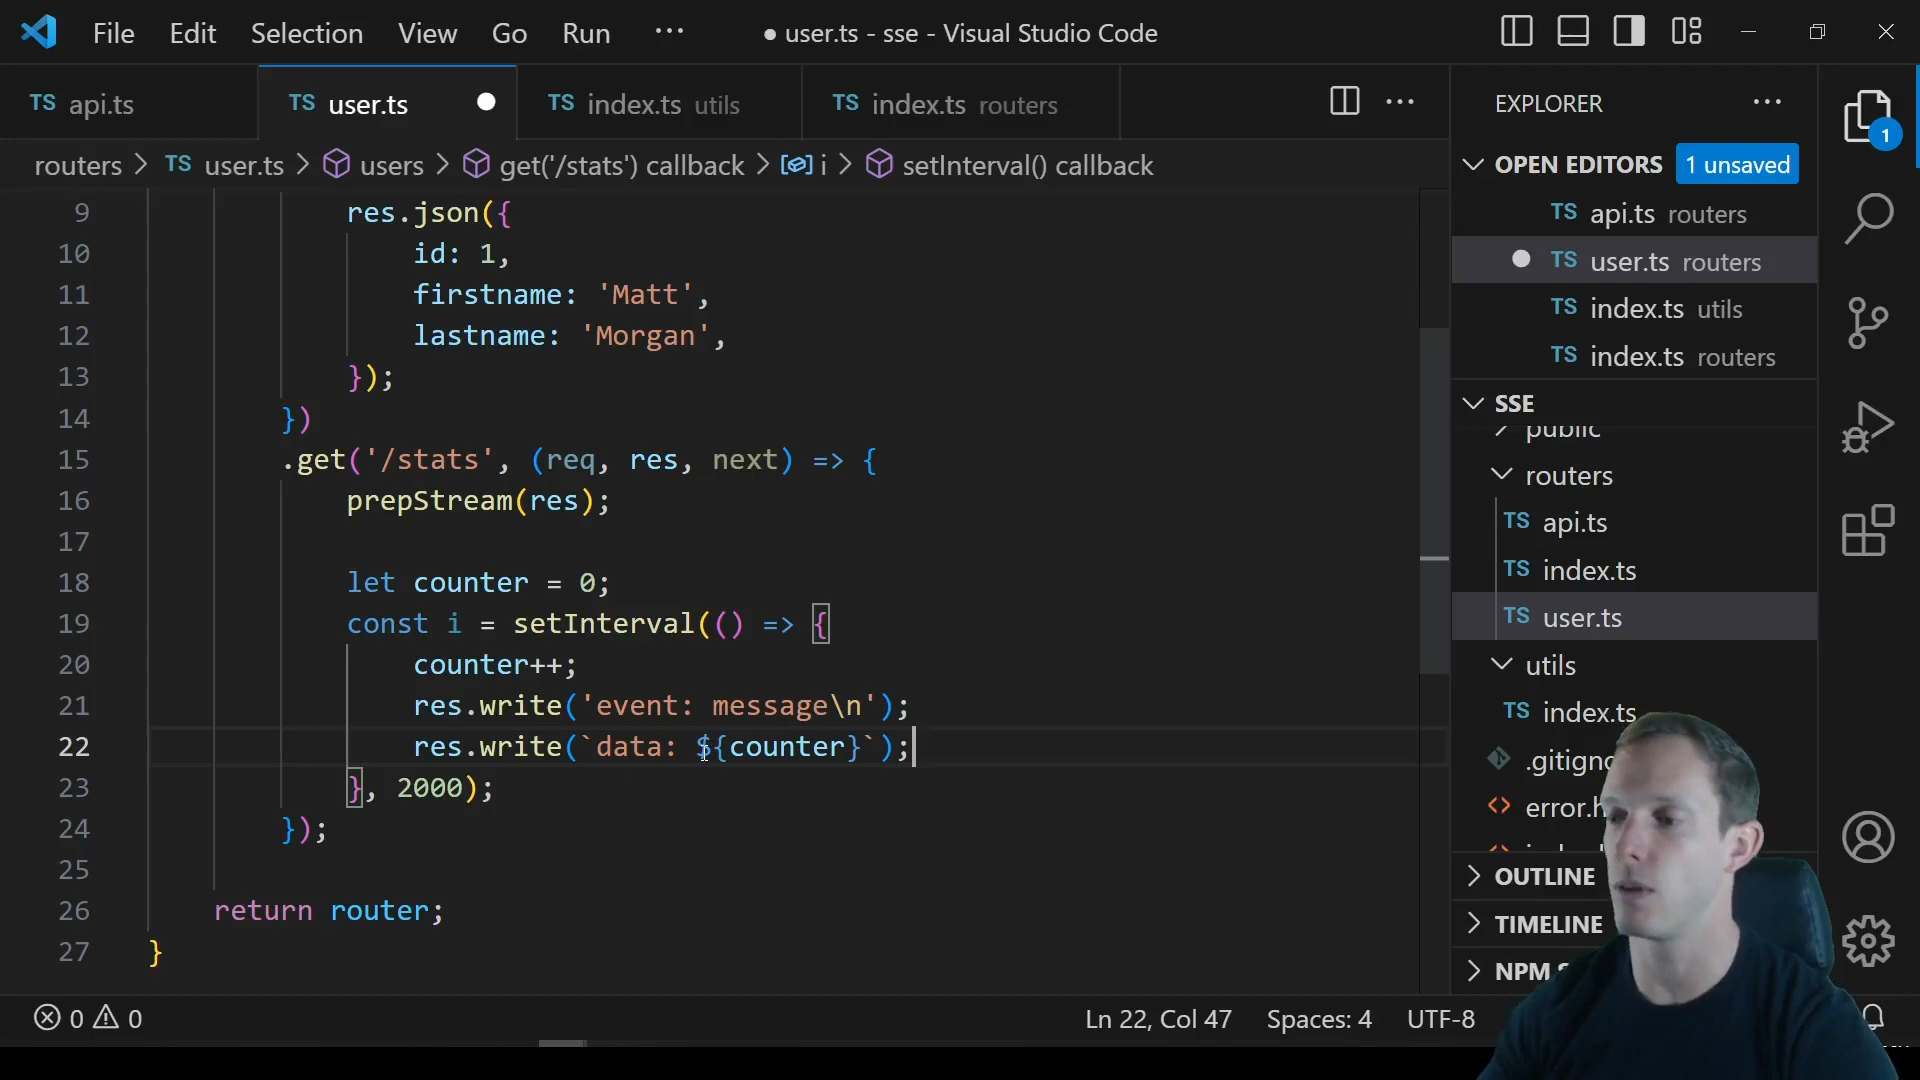 File Edit Selection View Go Run ··· ● user.ts - sse - Visual Studio Code
TS api.ts TS user.ts TS index.ts utils TS index.ts routers
EXPLORER
routers > TS user.ts > users > get('/stats') callback > i > setInterval() callback
9 res.json({
10 id: 1,
11 firstname: 'Matt',
12 lastname: 'Morgan',
13 });
14 })
15 .get('/stats', (req, res, next) => {
16 prepStream(res);
17
18 let counter = 0;
19 const i = setInterval(() => {
20 counter++;
21 res.write('event: message\n');
22 res.write(`data: ${counter}`);
23 }, 2000);
24 });
25
26 return router;
27 }
OPEN EDITORS 1 unsaved
TS api.ts routers
TS user.ts routers
TS index.ts utils
TS index.ts routers
SSE
public
routers
TS api.ts
TS index.ts
TS user.ts
utils
TS index.ts
.gitigno
error.h
OUTLINE
TIMELINE
NPM S
1
0 0 Ln 22, Col 47 Spaces: 4 UTF-8